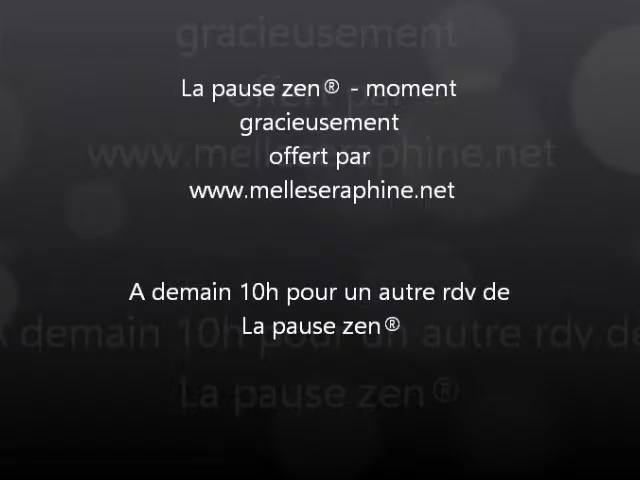 La pause zen® - moment
gracieusement
offert par
www.melleseraphine.net
A demain 10h pour un autre rdv de
La pause zen®